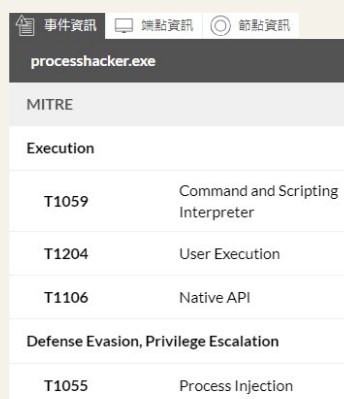 事件資訊 端點資訊 節點資訊
processhacker.exe
MITRE
Execution
T1059 Command and Scripting
Interpreter
T1204 User Execution
T1106 Native API
Defense Evasion, Privilege Escalation
T1055 Process Injection